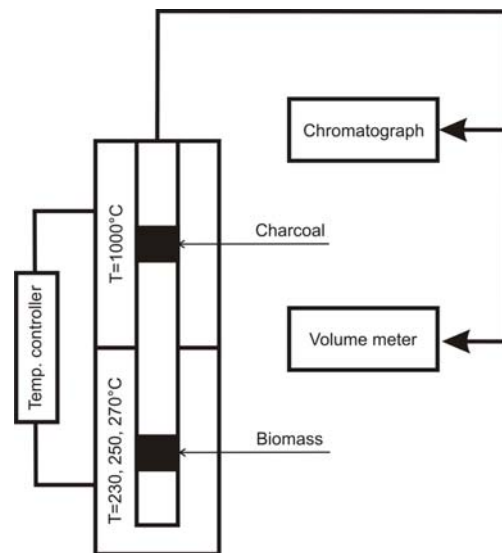 Chromatograph
T=1000°C
Charcoal
Temp. controller
Volume meter
T=230, 250, 270°C
Biomass